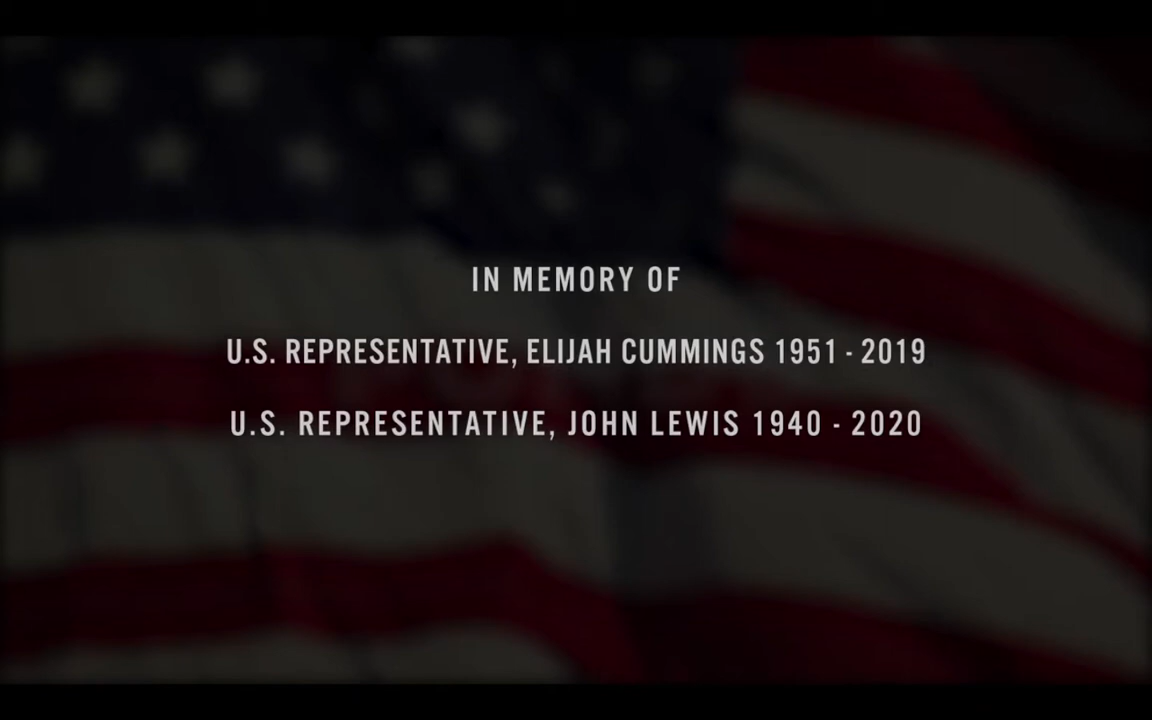 IN MEMORY OF
U.S. REPRESENTATIVE, ELIJAH CUMMINGS 1951 - 2019
U.S. REPRESENTATIVE, JOHN LEWIS 1940 - 2020